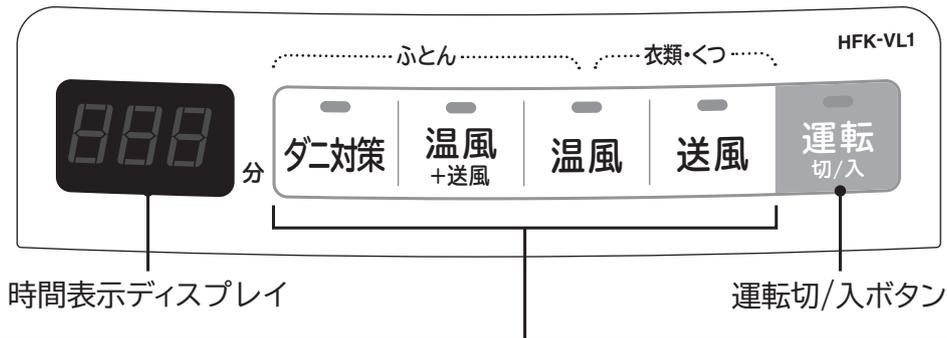 HFK-VL1
ふとん
衣類・くつ
888
分
ダニ対策
温風
+送風
温風
送風
運転
切/入
時間表示ディスプレイ
運転切/入ボタン